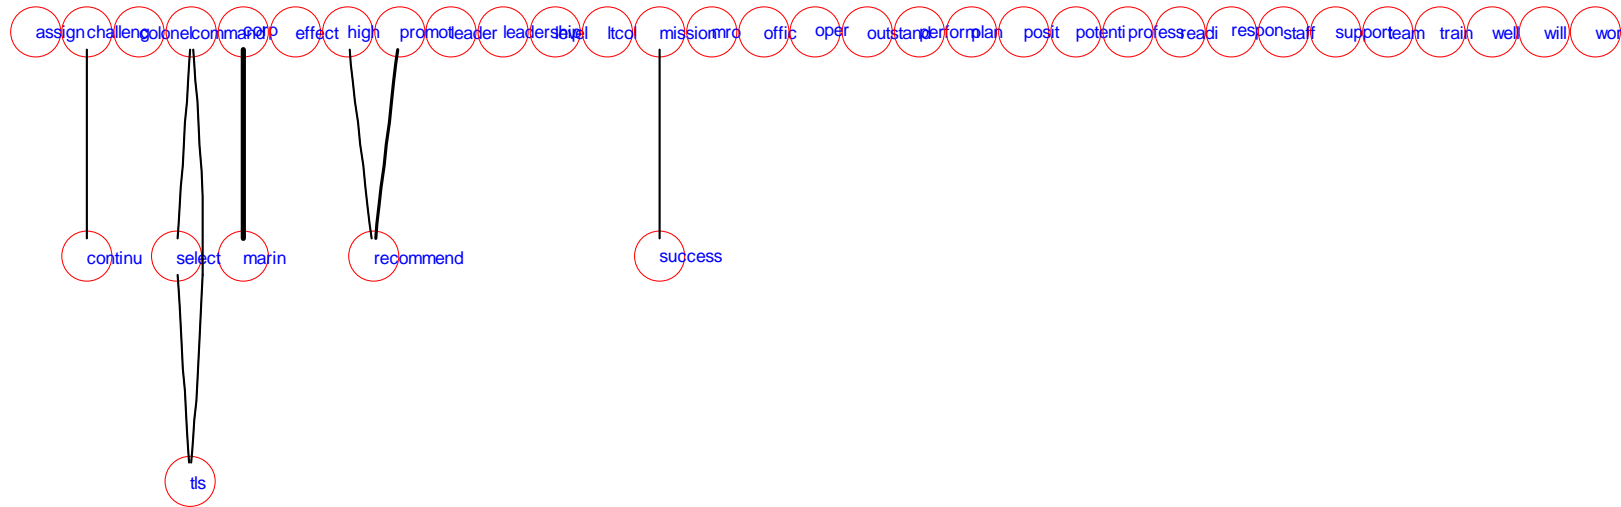 assign challeng colonel command corp effect high promot leader leadership level ltcol mission mro offic oper outstand perform plan posit potenti profess readi respon staff support team train well will wor
continu select marin recommend success
tls